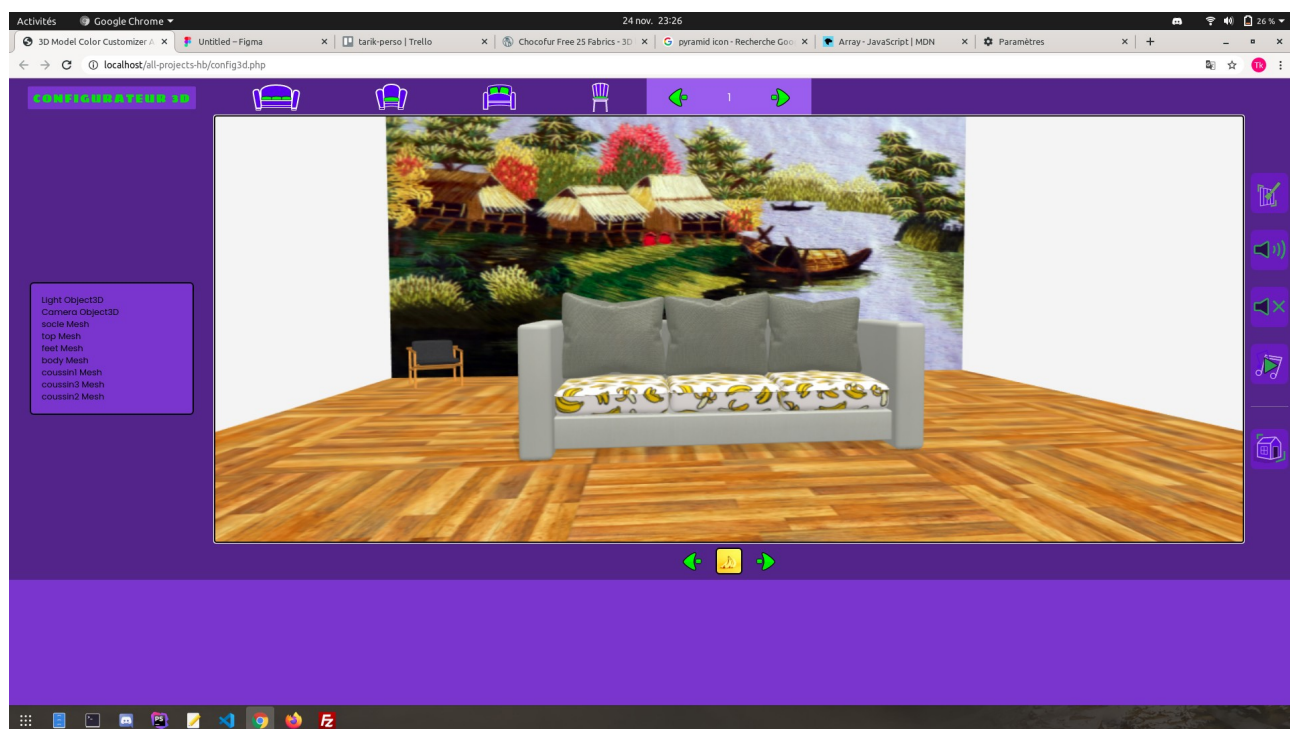 Activités Google Chrome 24 nov. 23:26 26 %
3D Model Color Customizer A Untitled – Figma tarik-perso | Trello Chocofur Free 25 Fabrics - 3D pyramid icon - Recherche Goo Array - JavaScript | MDN Paramètres
localhost/all-projects-hb/config3d.php Tk
CONFIGURATEUR 3D 1
Light Object3D
Camera Object3D
socle Mesh
top Mesh
feet Mesh
body Mesh
coussin1 Mesh
coussin3 Mesh
coussin2 Mesh
PS Fz